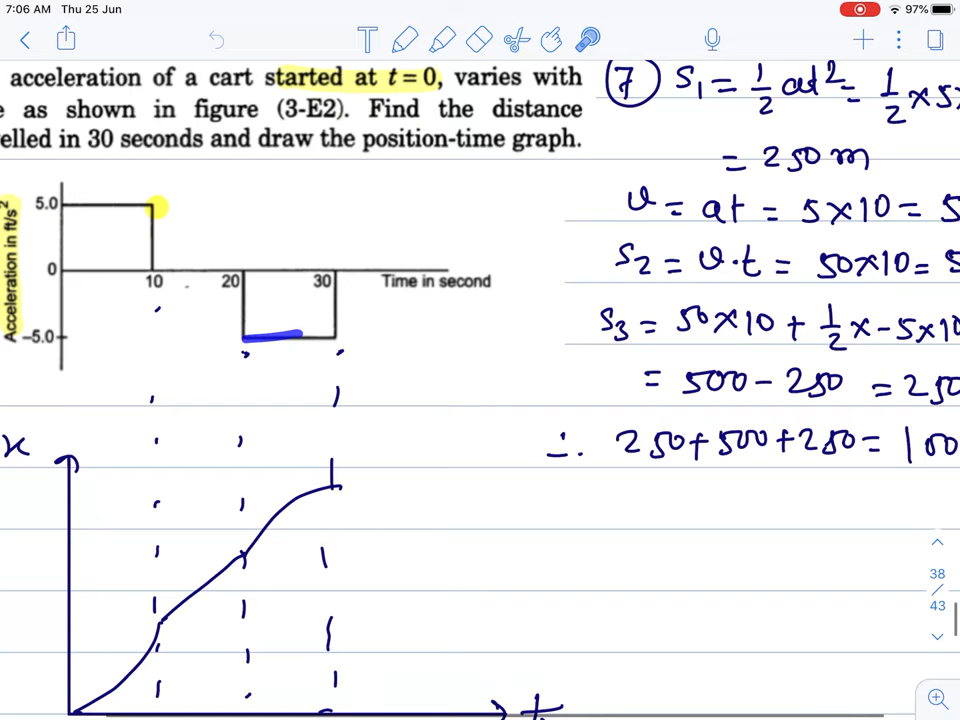 7:06 AM Thu 25 Jun
97%
acceleration of a cart started at t = 0, varies with
e as shown in figure (3-E2). Find the distance
elled in 30 seconds and draw the position-time graph.
Acceleration in ft/s²
5.0
0
10
20
30
Time in second
–5.0
x
t
(7) S₁ = 1/2 at² = 1/2 × 5×
= 250 m
v = at = 5×10 = 5
S₂ = v·t = 50×10 = 5
S₃ = 50×10 + 1/2 × -5×10
= 500 - 250 = 250
∴ 250+500+250 = 100
38
/
43